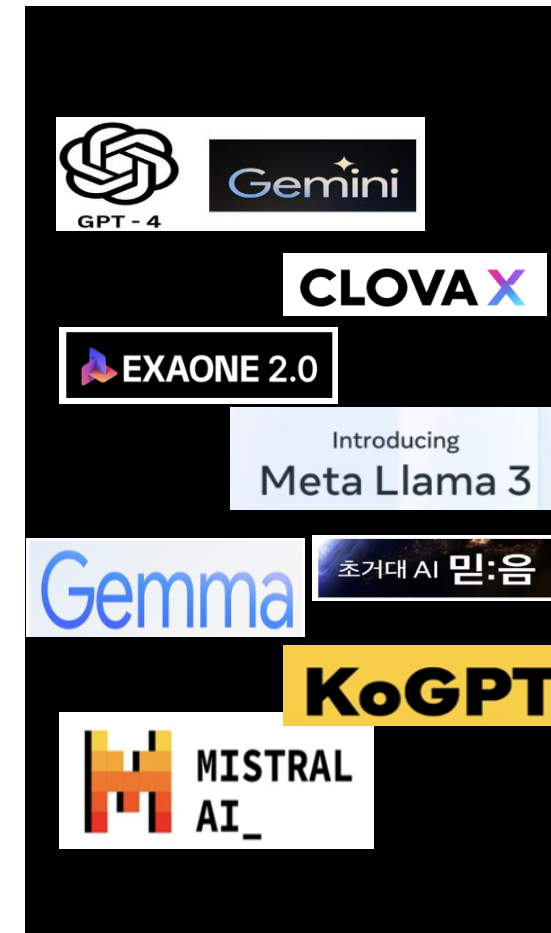 GPT - 4
Gemini
CLOVA X
EXAONE 2.0
Introducing
Meta Llama 3
Gemma
초거대 AI 믿:음
KoGPT
MISTRAL
AI_